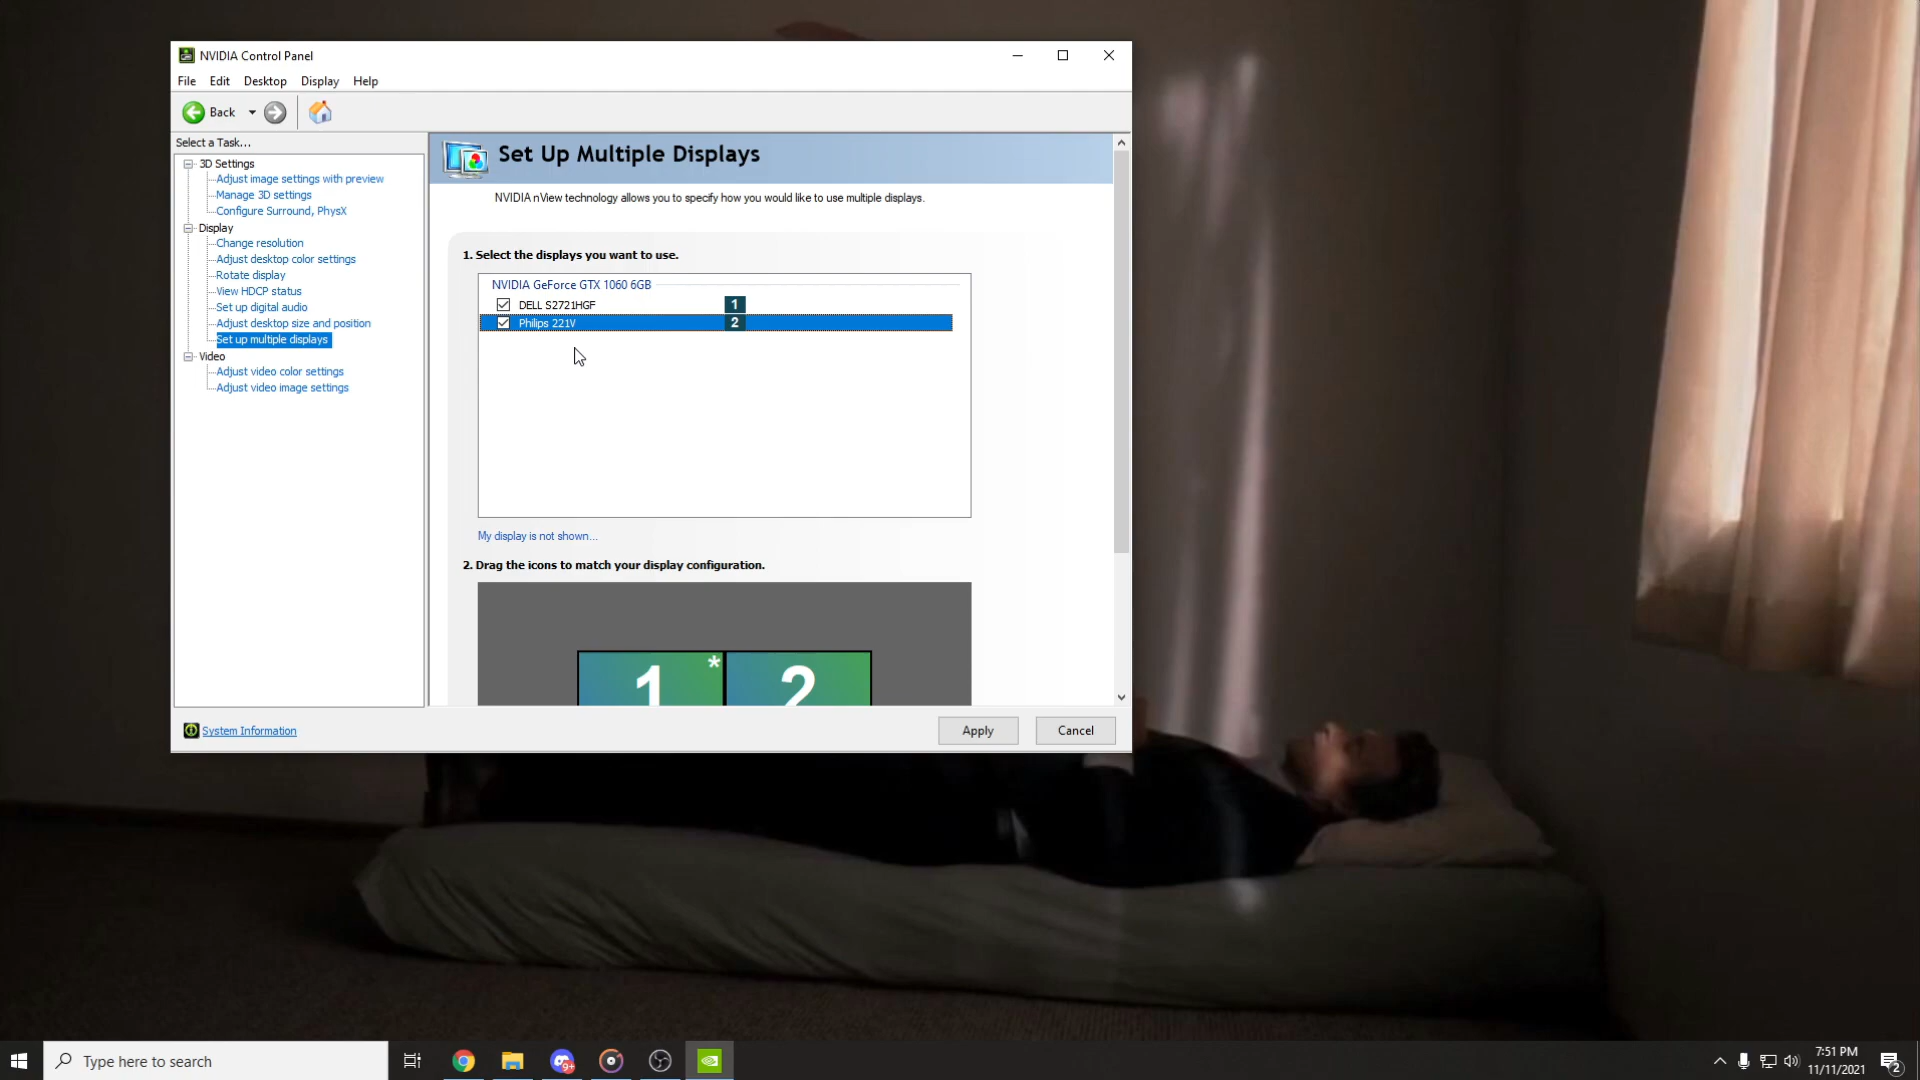 NVIDIA Control Panel
File Edit Desktop Display Help
Back
Select a Task...
3D Settings
Adjust image settings with preview
Manage 3D settings
Configure Surround, PhysX
Display
Change resolution
Adjust desktop color settings
Rotate display
View HDCP status
Set up digital audio
Adjust desktop size and position
Set up multiple displays
Video
Adjust video color settings
Adjust video image settings
System Information
Set Up Multiple Displays
NVIDIA nView technology allows you to specify how you would like to use multiple displays.
1. Select the displays you want to use.
NVIDIA GeForce GTX 1060 6GB
DELL S2721HGF 1
Philips 221V 2
My display is not shown...
2. Drag the icons to match your display configuration.
1 * 2
Apply Cancel
Type here to search
9+
7:51 PM
11/11/2021
2